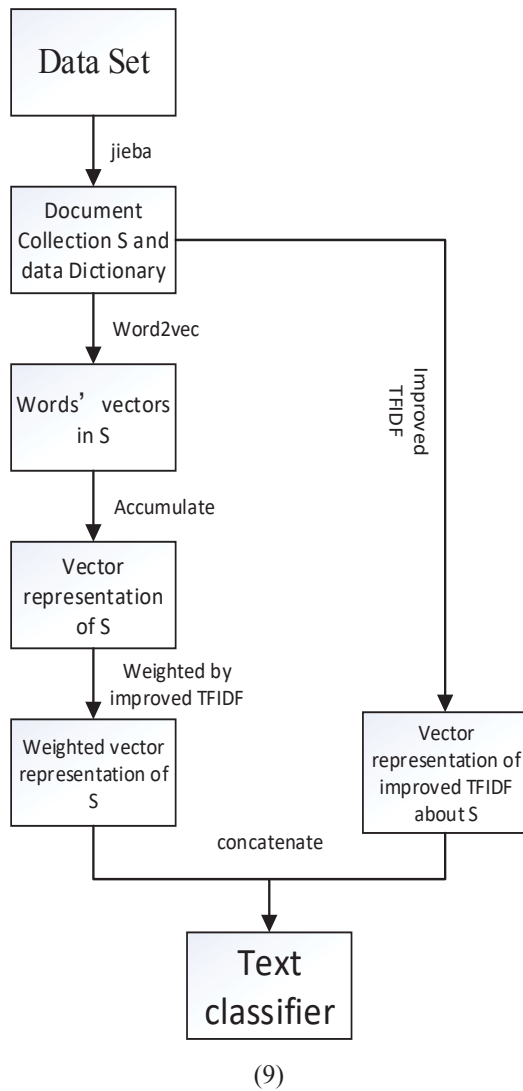 Data Set
jieba
Document
Collection S and
data Dictionary
Word2vec
Words’ vectors
in S
Improved
TFIDF
Accumulate
Vector
representation
of S
Weighted by
improved TFIDF
Weighted vector
representation of
S
Vector
representation of
improved TFIDF
about S
concatenate
Text
classifier
(9)